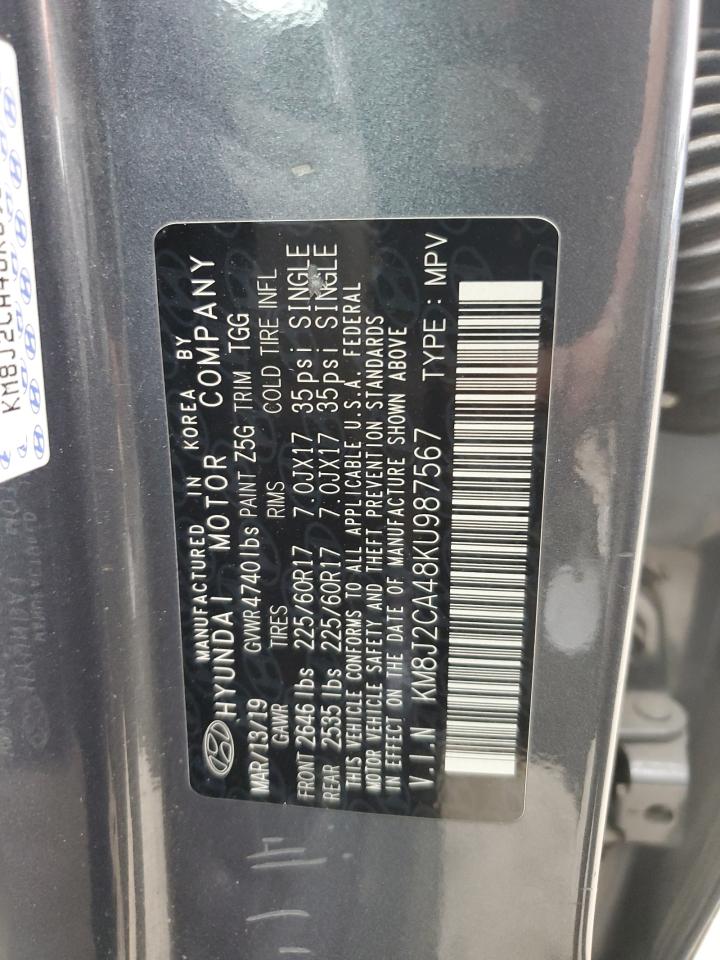 MANUFACTURED IN KOREA BY
HYUNDAI MOTOR COMPANY
MAR/13/19 GVWR 4740lbs PAINT Z5G TRIM TGG
GAWR TIRES RMS COLD TIRE INFL
FRONT 2646 lbs 225/60R17 7.0JX17 35psi SINGLE
REAR 2535 lbs 225/60R17 7.0JX17 35psi SINGLE
THIS VEHICLE CONFORMS TO ALL APPLICABLE U.S.A. FEDERAL
MOTOR VEHICLE SAFETY AND THEFT PREVENTION STANDARDS
IN EFFECT ON THE DATE OF MANUFACTURE SHOWN ABOVE
V.I.N KM8J2CA48KU987567 TYPE : MPV